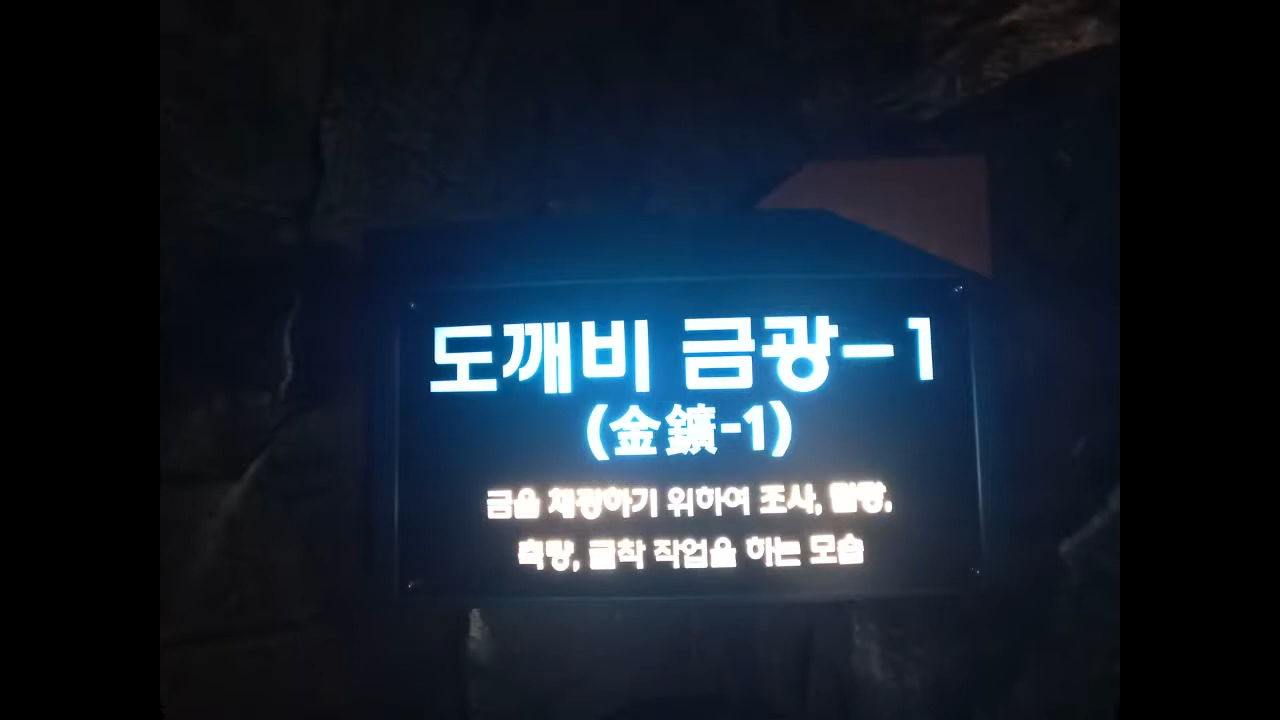 도깨비 금광-1
(金鑛-1)
금을 채광하기 위하여 조사,
측량, 굴착 작업을 하는 모습